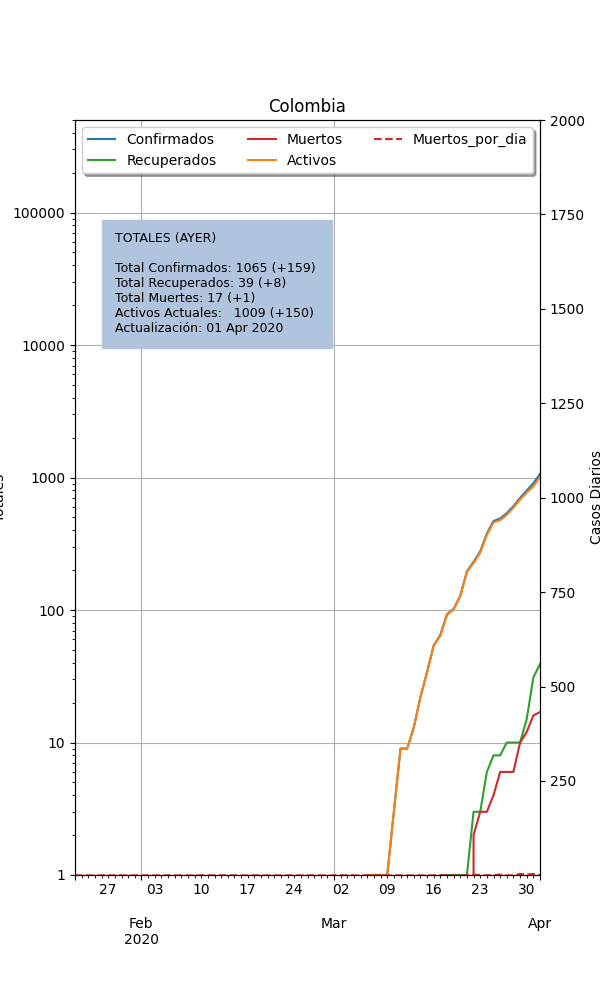 Colombia
Confirmados Muertos Muertos_por_dia
Recuperados Activos
TOTALES (AYER)
Total Confirmados: 1065 (+159)
Total Recuperados: 39 (+8)
Total Muertes: 17 (+1)
Activos Actuales: 1009 (+150)
Actualización: 01 Apr 2020
100000
10000
1000
100
10
1
2000
1750
1500
1250
1000
750
500
250
Casos Diarios
27 03 10 17 24 02 09 16 23 30
Feb Mar Apr
2020